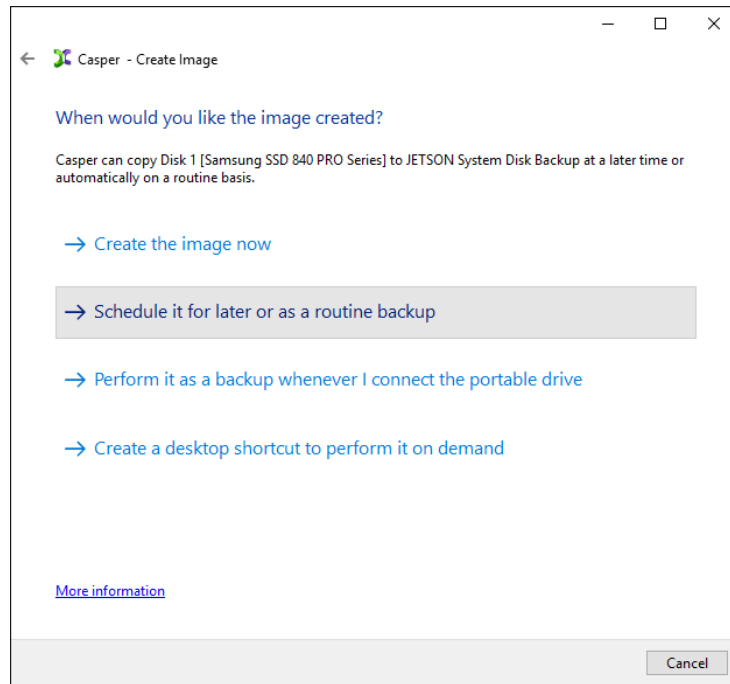 Casper - Create Image
When would you like the image created?
Casper can copy Disk 1 [Samsung SSD 840 PRO Series] to JETSON System Disk Backup at a later time or
automatically on a routine basis.
Create the image now
Schedule it for later or as a routine backup
Perform it as a backup whenever I connect the portable drive
Create a desktop shortcut to perform it on demand
More information
Cancel